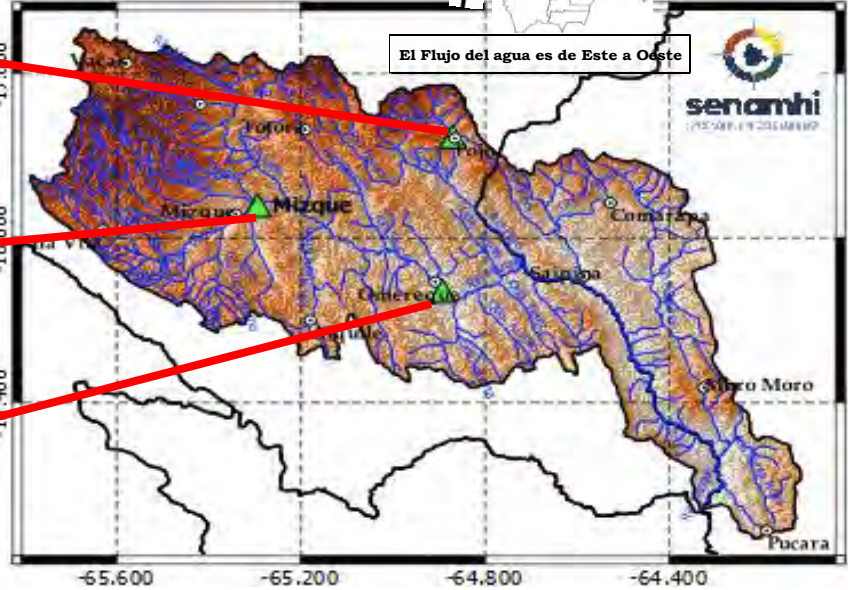 El Flujo del agua es de Este a Oeste
senamhi
Vacas
Mizque
Mizque
Comarapa
Saipina
Omereque
Moro Moro
Pucara
-65.600
-65.200
-64.800
-64.400